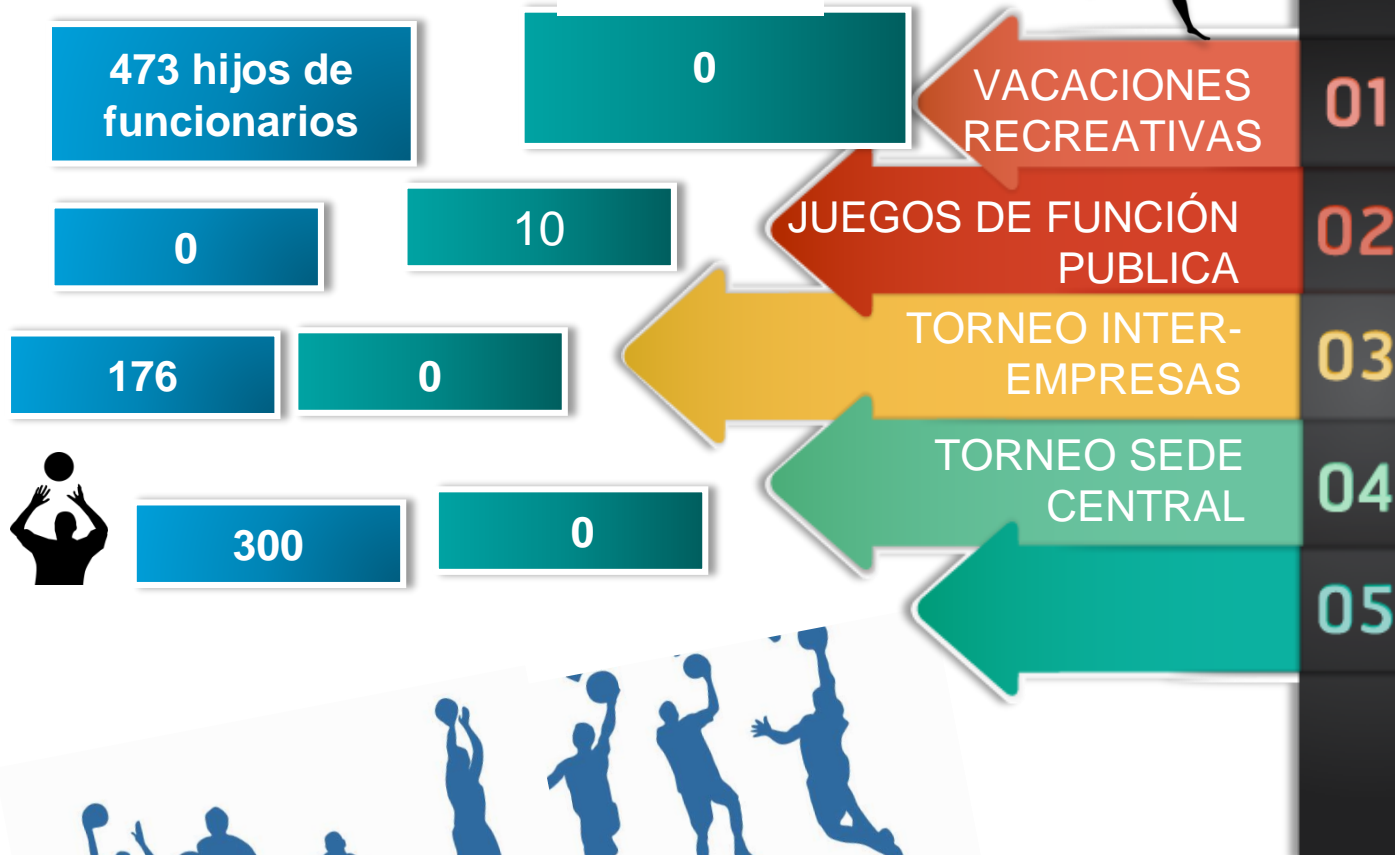 473 hijos de
funcionarios
0
VACACIONES
RECREATIVAS
01
0
10
JUEGOS DE FUNCIÓN
PUBLICA
02
176
0
TORNEO INTER-
EMPRESAS
03
300
0
TORNEO SEDE
CENTRAL
04
05